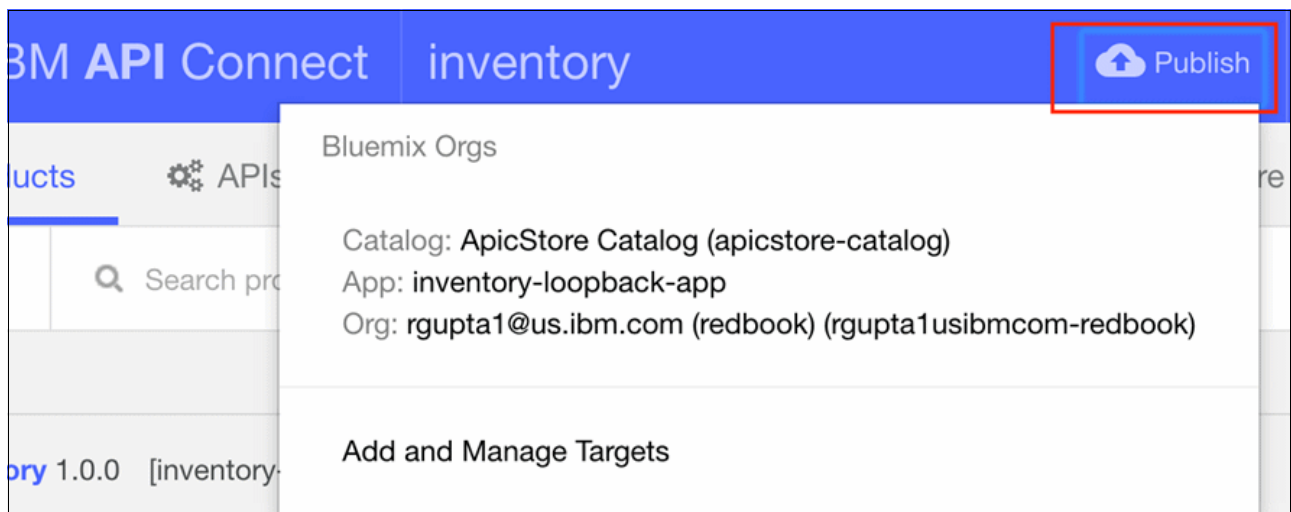 BM API Connect inventory Publish
Bluemix Orgs
ucts APIs re
Catalog: ApicStore Catalog (apicstore-catalog)
Search pro
App: inventory-loopback-app
Org: rgupta1@us.ibm.com (redbook) (rgupta1usibmcom-redbook)
Add and Manage Targets
ory 1.0.0 [inventory-